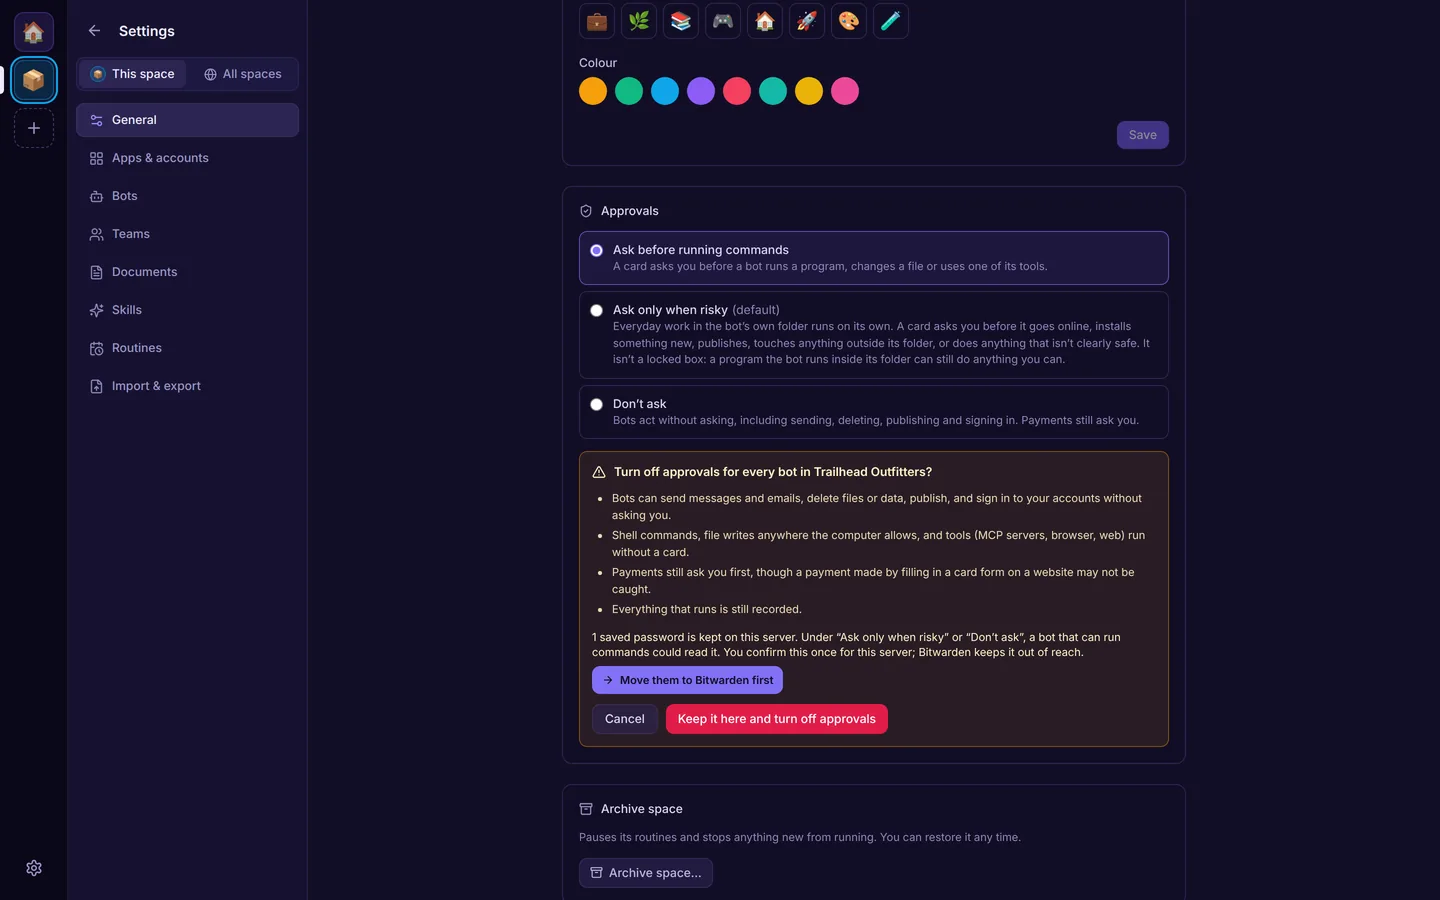 Settings
This space
All spaces
General
Apps & accounts
Bots
Teams
Documents
Skills
Routines
Import & export
Colour
Save
Approvals
Ask before running commands
A card asks you before a bot runs a program, changes a file or uses one of its tools.
Ask only when risky (default)
Everyday work in the bot’s own folder runs on its own. A card asks you before it goes online, installs
something new, publishes, touches anything outside its folder, or does anything that isn’t clearly safe. It
isn’t a locked box: a program the bot runs inside its folder can still do anything you can.
Don’t ask
Bots act without asking, including sending, deleting, publishing and signing in. Payments still ask you.
Turn off approvals for every bot in Trailhead Outfitters?
Bots can send messages and emails, delete files or data, publish, and sign in to your accounts without
asking you.
Shell commands, file writes anywhere the computer allows, and tools (MCP servers, browser, web) run
without a card.
Payments still ask you first, though a payment made by filling in a card form on a website may not be
caught.
Everything that runs is still recorded.
1 saved password is kept on this server. Under “Ask only when risky” or “Don’t ask”, a bot that can run
commands could read it. You confirm this once for this server; Bitwarden keeps it out of reach.
Move them to Bitwarden first
Cancel
Keep it here and turn off approvals
Archive space
Pauses its routines and stops anything new from running. You can restore it any time.
Archive space...